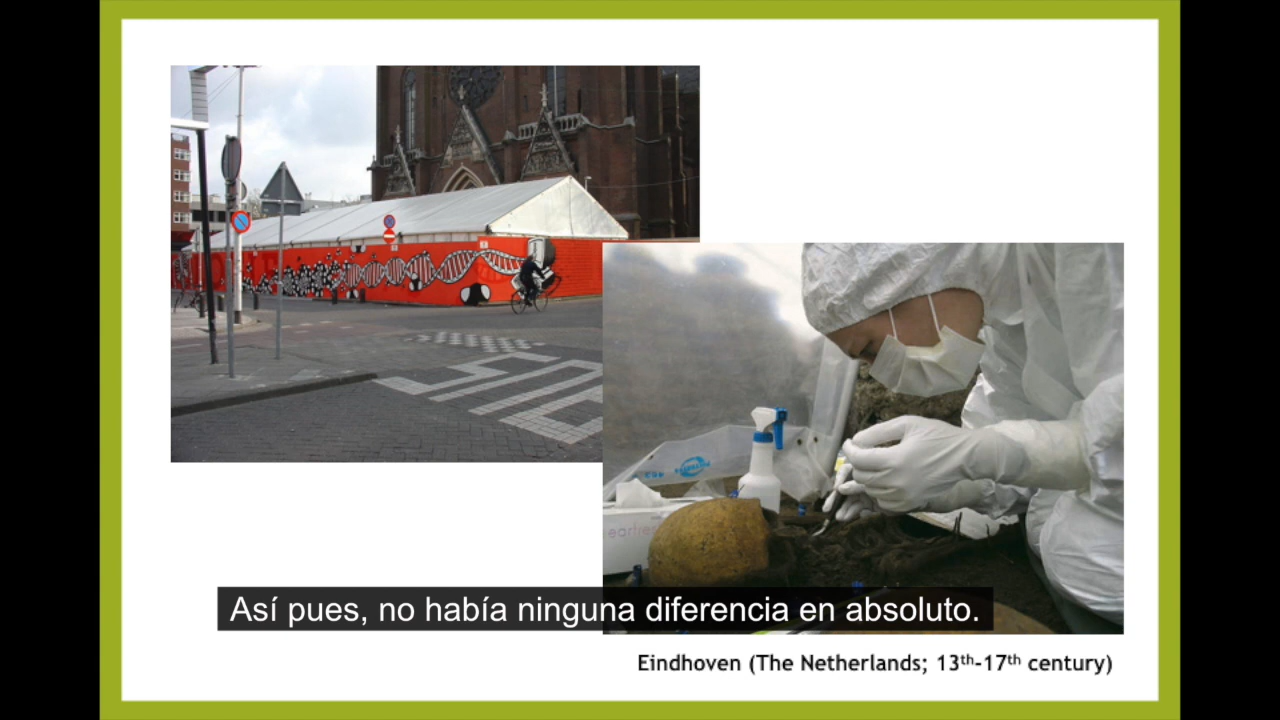 Así pues, no había ninguna diferencia en absoluto.
Eindhoven (The Netherlands; 13th-17th century)